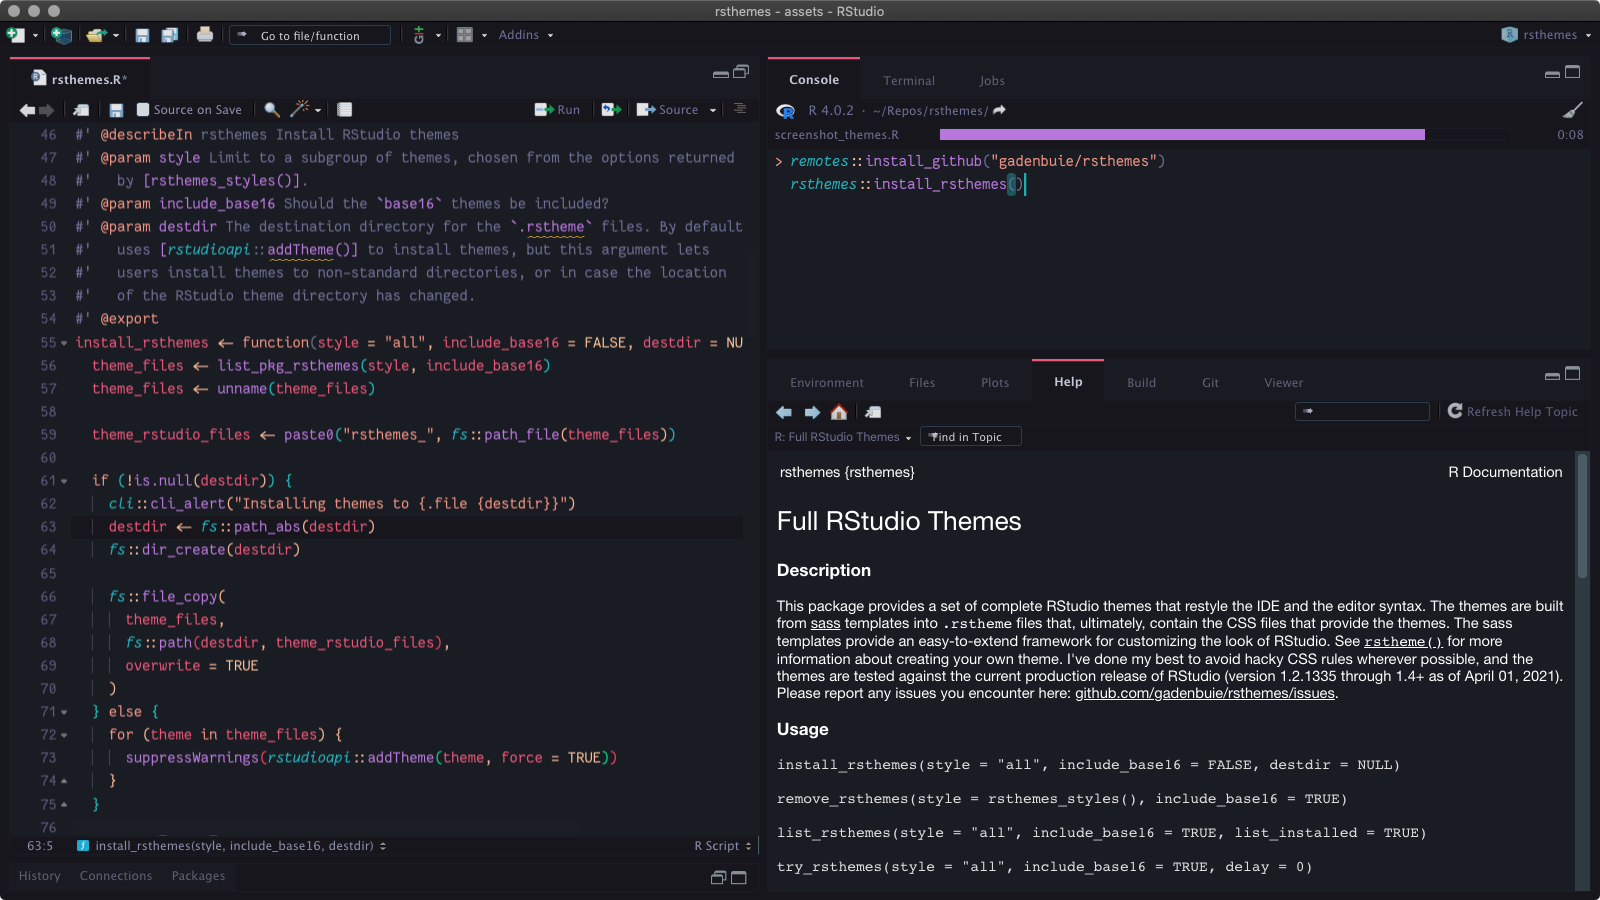 rsthemes - assets - RStudio
Go to file/function
Addins
rsthemes
rsthemes.R*
Source on Save
Run
Source
46 #' @describeIn rsthemes Install RStudio themes
47 #' @param style Limit to a subgroup of themes, chosen from the options returned
48 #'   by [rsthemes_styles()].
49 #' @param include_base16 Should the `base16` themes be included?
50 #' @param destdir The destination directory for the `.rstheme` files. By default
51 #'   uses [rstudioapi::addTheme()] to install themes, but this argument lets
52 #'   users install themes to non-standard directories, or in case the location
53 #'   of the RStudio theme directory has changed.
54 #' @export
55 install_rsthemes <- function(style = "all", include_base16 = FALSE, destdir = NU
56   theme_files <- list_pkg_rsthemes(style, include_base16)
57   theme_files <- unname(theme_files)
58
59   theme_rstudio_files <- paste0("rsthemes_", fs::path_file(theme_files))
60
61   if (!is.null(destdir)) {
62     cli::cli_alert("Installing themes to {.file {destdir}}")
63     destdir <- fs::path_abs(destdir)
64     fs::dir_create(destdir)
65
66     fs::file_copy(
67       theme_files,
68       fs::path(destdir, theme_rstudio_files),
69       overwrite = TRUE
70     )
71   } else {
72     for (theme in theme_files) {
73       suppressWarnings(rstudioapi::addTheme(theme, force = TRUE))
74     }
75   }
76
63:5 install_rsthemes(style, include_base16, destdir) R Script
History Connections Packages
Console Terminal Jobs
R 4.0.2 · ~/Repos/rsthemes/
screenshot_themes.R 0:08
> remotes::install_github("gadenbuie/rsthemes")
rsthemes::install_rsthemes()
Environment Files Plots Help Build Git Viewer
Refresh Help Topic
R: Full RStudio Themes Find in Topic
rsthemes {rsthemes} R Documentation
Full RStudio Themes
Description
This package provides a set of complete RStudio themes that restyle the IDE and the editor syntax. The themes are built
from sass templates into .rstheme files that, ultimately, contain the CSS files that provide the themes. The sass
templates provide an easy-to-extend framework for customizing the look of RStudio. See rstheme() for more
information about creating your own theme. I've done my best to avoid hacky CSS rules wherever possible, and the
themes are tested against the current production release of RStudio (version 1.2.1335 through 1.4+ as of April 01, 2021).
Please report any issues you encounter here: github.com/gadenbuie/rsthemes/issues.
Usage
install_rsthemes(style = "all", include_base16 = FALSE, destdir = NULL)
remove_rsthemes(style = rsthemes_styles(), include_base16 = TRUE)
list_rsthemes(style = "all", include_base16 = TRUE, list_installed = TRUE)
try_rsthemes(style = "all", include_base16 = TRUE, delay = 0)